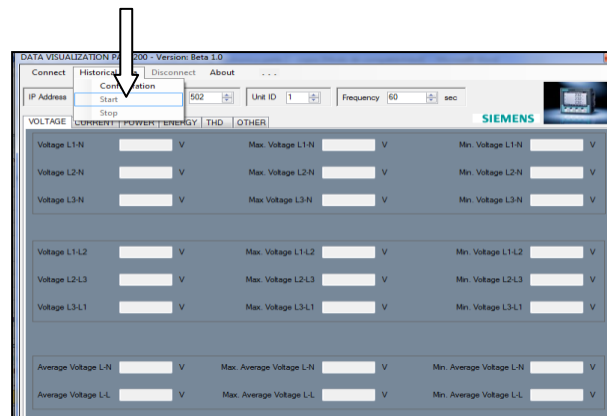 DATA VISUALIZATION PAC 200 - Version: Beta 1.0
Connect Historical Disconnect About . . .
Configuration
Start
Stop
IP Address 502 Unit ID 1 Frequency 60 sec
SIEMENS
VOLTAGE CURRENT POWER ENERGY THD OTHER
Voltage L1-N V Max. Voltage L1-N V Min. Voltage L1-N V
Voltage L2-N V Max. Voltage L2-N V Min. Voltage L2-N V
Voltage L3-N V Max Voltage L3-N V Min. Voltage L3-N V
Voltage L1-L2 V Max. Voltage L1-L2 V Min. Voltage L1-L2 V
Voltage L2-L3 V Max. Voltage L2-L3 V Min. Voltage L2-L3 V
Voltage L3-L1 V Max. Voltage L3-L1 V Min. Voltage L3-L1 V
Average Voltage L-N V Max. Average Voltage L-N V Min. Average Voltage L-N V
Average Voltage L-L V Max. Average Voltage L-L V Min. Average Voltage L-L V